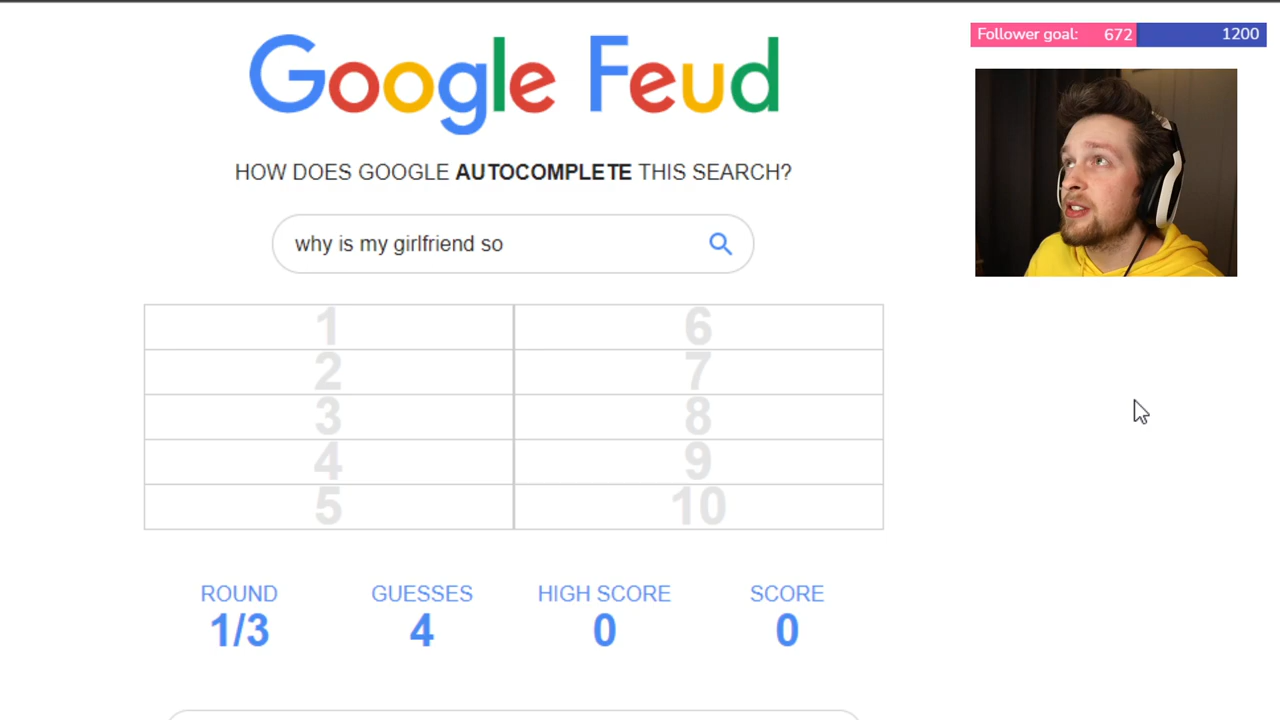 Follower goal: 672 1200
Google Feud
HOW DOES GOOGLE AUTOCOMPLETE THIS SEARCH?
why is my girlfriend so
1 6
2 7
3 8
4 9
5 10
ROUND GUESSES HIGH SCORE SCORE
1/3 4 0 0